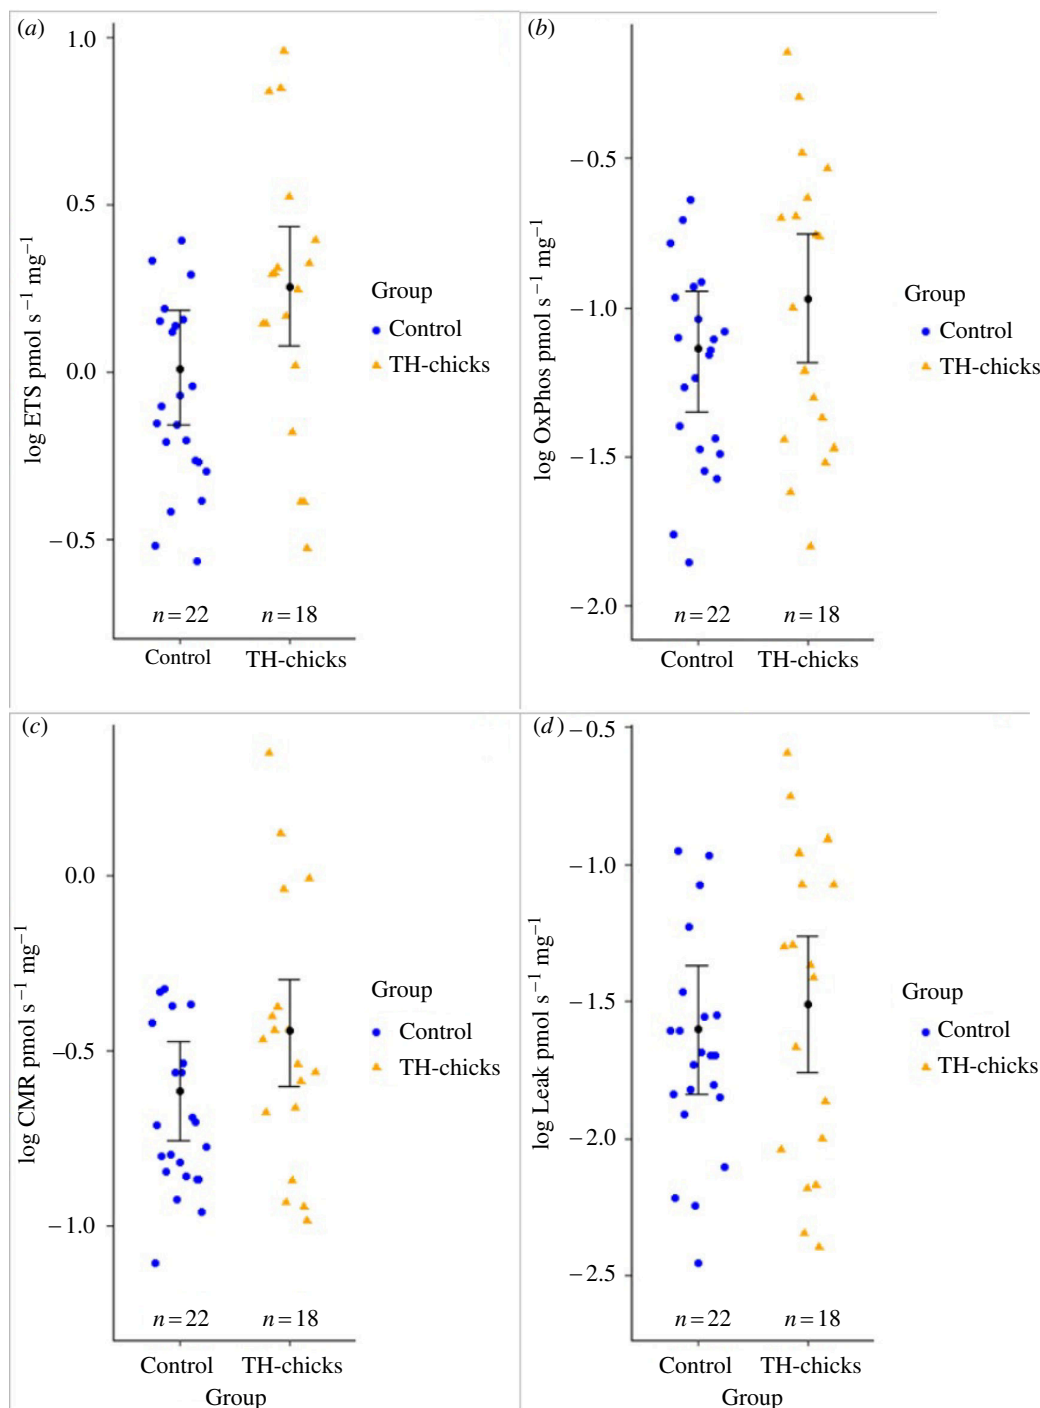 (a)
1.0
0.5
0.0
−0.5
log ETS pmol s−1 mg−1
Group
Control
TH-chicks
n=22
n=18
Control
TH-chicks
(b)
−0.5
−1.0
−1.5
−2.0
log OxPhos pmol s−1 mg−1
Group
Control
TH-chicks
n=22
n=18
Control
TH-chicks
(c)
0.0
−0.5
−1.0
log CMR pmol s−1 mg−1
Group
Control
TH-chicks
n=22
n=18
Control
TH-chicks
Group
(d)
−0.5
−1.0
−1.5
−2.0
−2.5
log Leak pmol s−1 mg−1
Group
Control
TH-chicks
n=22
n=18
Control
TH-chicks
Group